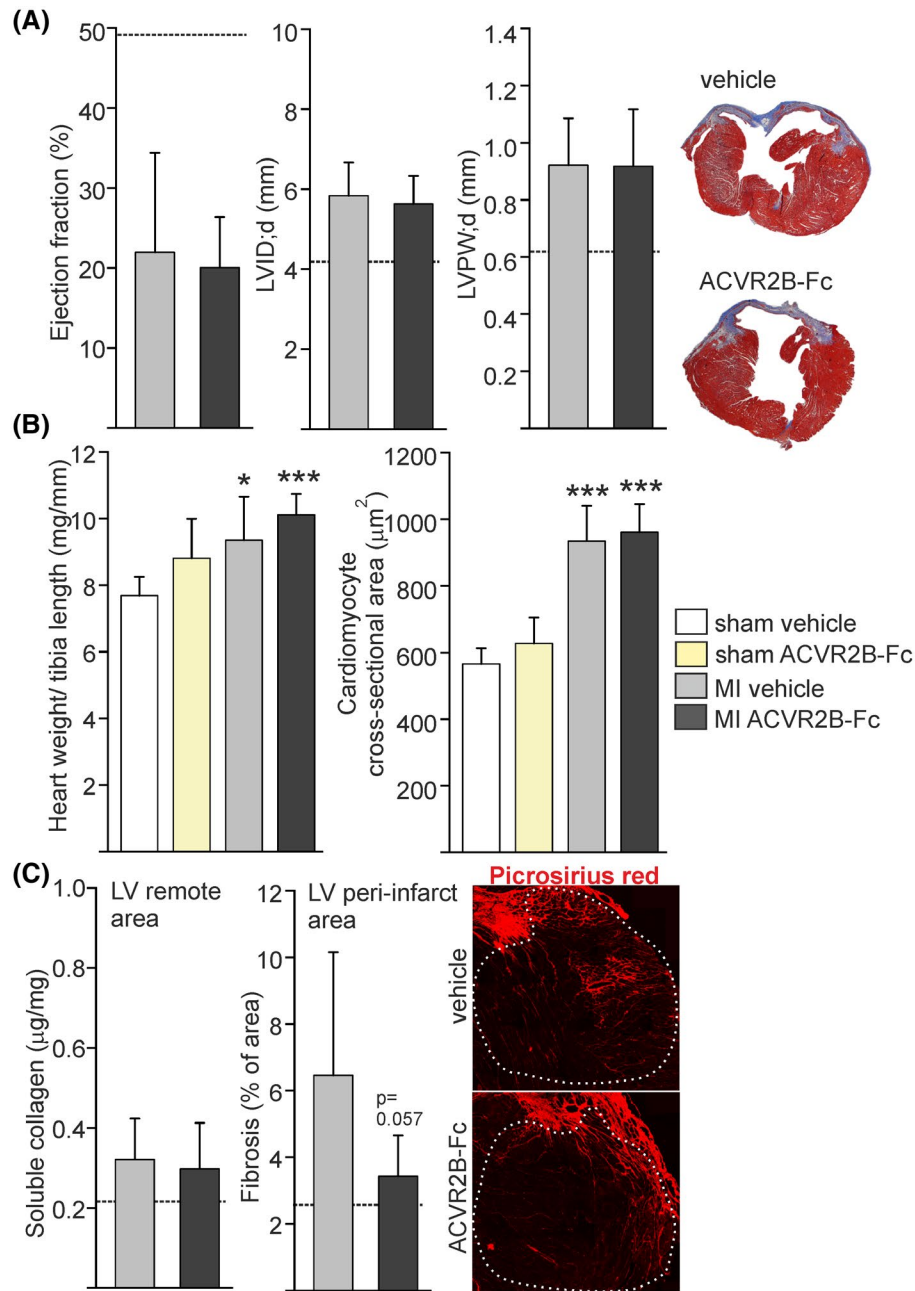 (A)
50
40
30
20
10
Ejection fraction (%)
10
8
6
4
2
LVID;d (mm)
1.4
1.2
1.0
0.8
0.6
0.4
0.2
LVPW;d (mm)
vehicle
ACVR2B-Fc
(B)
12
10
8
6
4
2
Heart weight/ tibia length (mg/mm)
*
***
1200
1000
800
600
400
200
Cardiomyocyte
cross-sectional area (μm²)
***
***
sham vehicle
sham ACVR2B-Fc
MI vehicle
MI ACVR2B-Fc
(C)
1.0
0.8
0.6
0.4
0.2
Soluble collagen (μg/mg)
LV remote
area
12
10
8
6
4
2
Fibrosis (% of area)
LV peri-infarct
area
p=
0.057
Picrosirius red
vehicle
ACVR2B-Fc